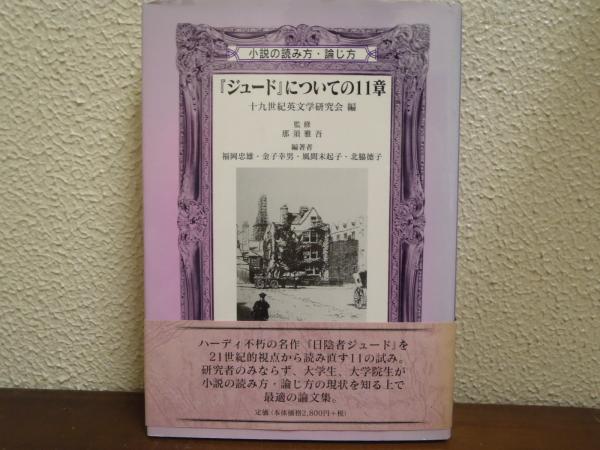 小説の読み方・論じ方
『ジュード』についての11章
十九世紀英文学研究会 編
監修
那須雅吾
編著者
福岡忠雄・金子幸男・風間末起子・北脇徳子
ハーディ不朽の名作『日陰者ジュード』を
21世紀的視点から読み直す11の試み。
研究者のみならず、大学生、大学院生が
小説の読み方・論じ方の現状を知る上で
最適の論文集。
定価(本体価格2,800円+税)